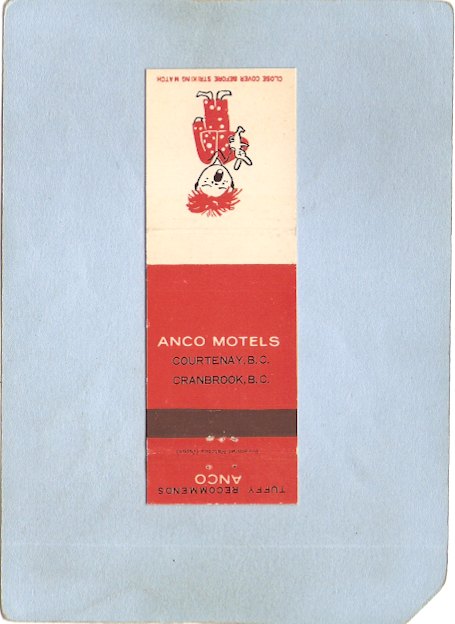 CLOSE COVER BEFORE STRIKING MATCH
ANCO MOTELS
COURTENAY, B.C.
CRANBROOK, B.C.
TUFFY RECOMMENDS
ANCO